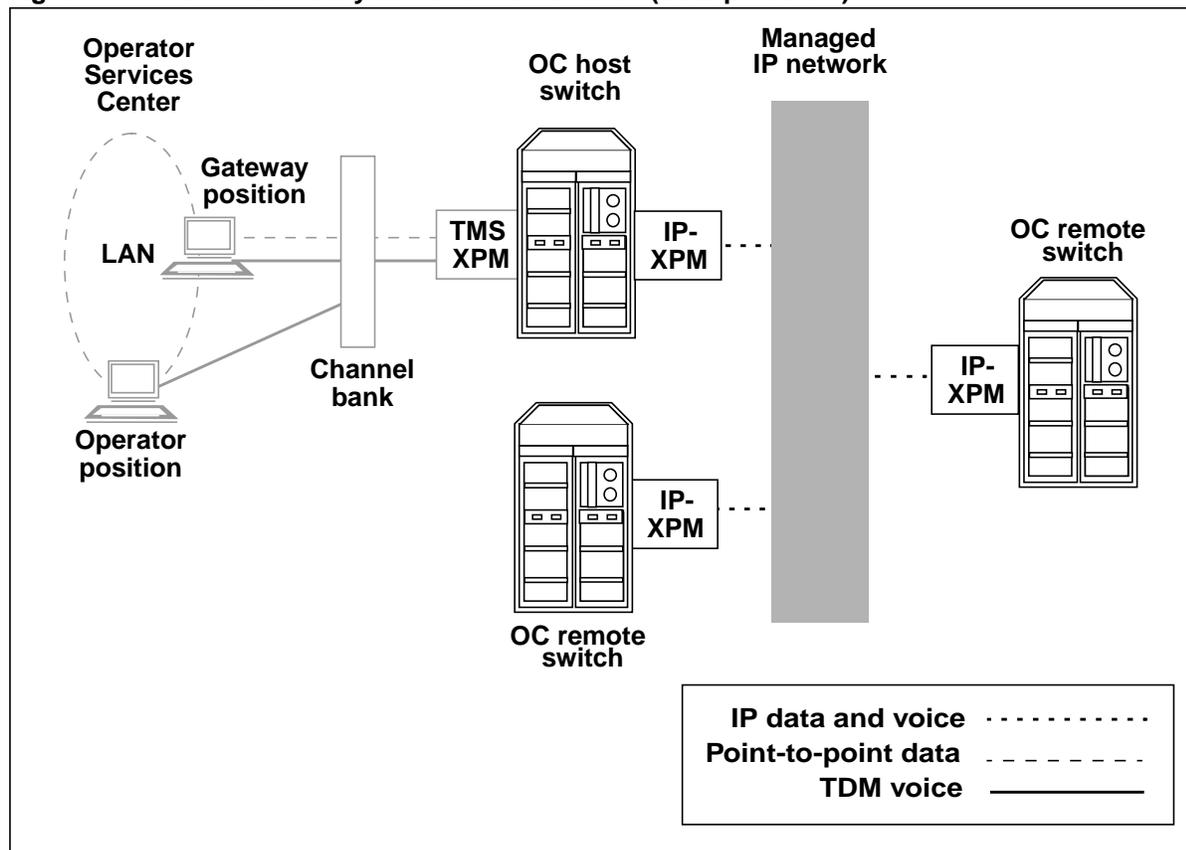 Operator
Services
Center
OC host
switch
Managed
IP network
Gateway
position
LAN
TMS
XPM
IP-
XPM
OC remote
switch
IP-
XPM
Channel
bank
Operator
position
IP-
XPM
OC remote
switch
IP data and voice
Point-to-point data
TDM voice